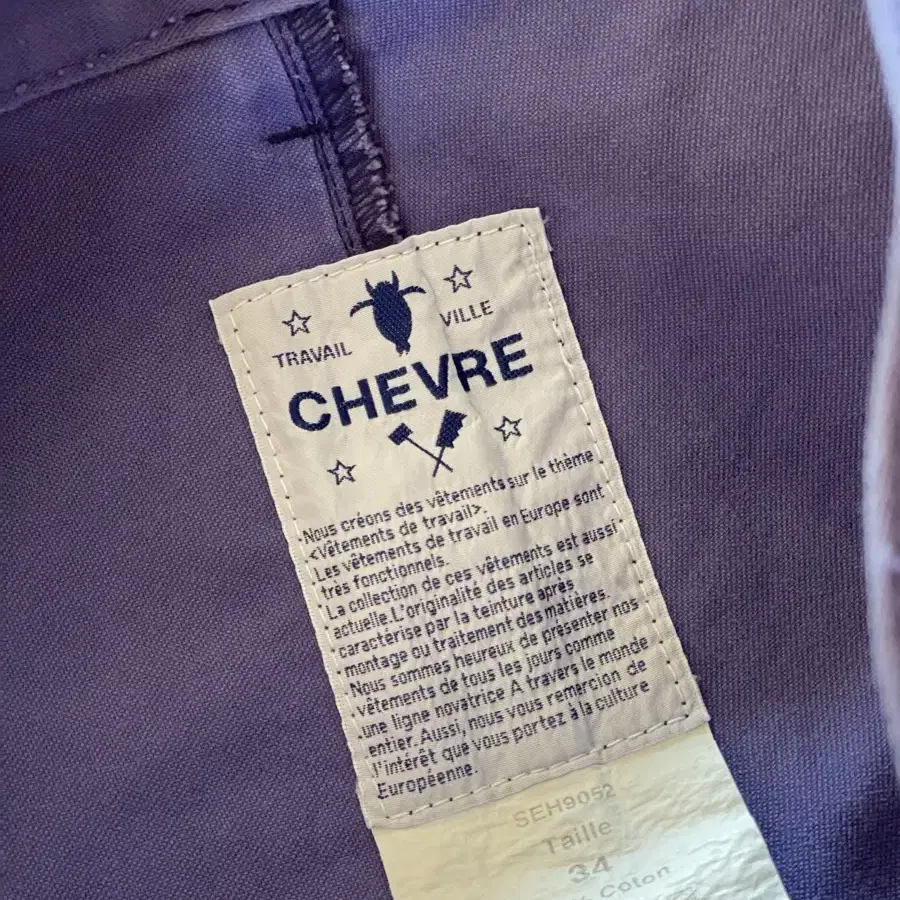 TRAVAIL
VILLE
CHEVRE
Nous créons des vêtements sur le thème
<Vêtements de travail>.
Les vêtements de travail en Europe sont
très fonctionnels.
La collection de ces vêtements est aussi
actuelle.L'originalité des articles se
caractérise par la teinture après
montage ou traitement des matières.
Nous sommes heureux de présenter nos
vêtements de tous les jours comme
une ligne novatrice A travers le monde
entier. Aussi, nous vous remercion de
l'intérêt que vous portez à la culture
Européenne.
SEH9052
Taille
34
% Coton